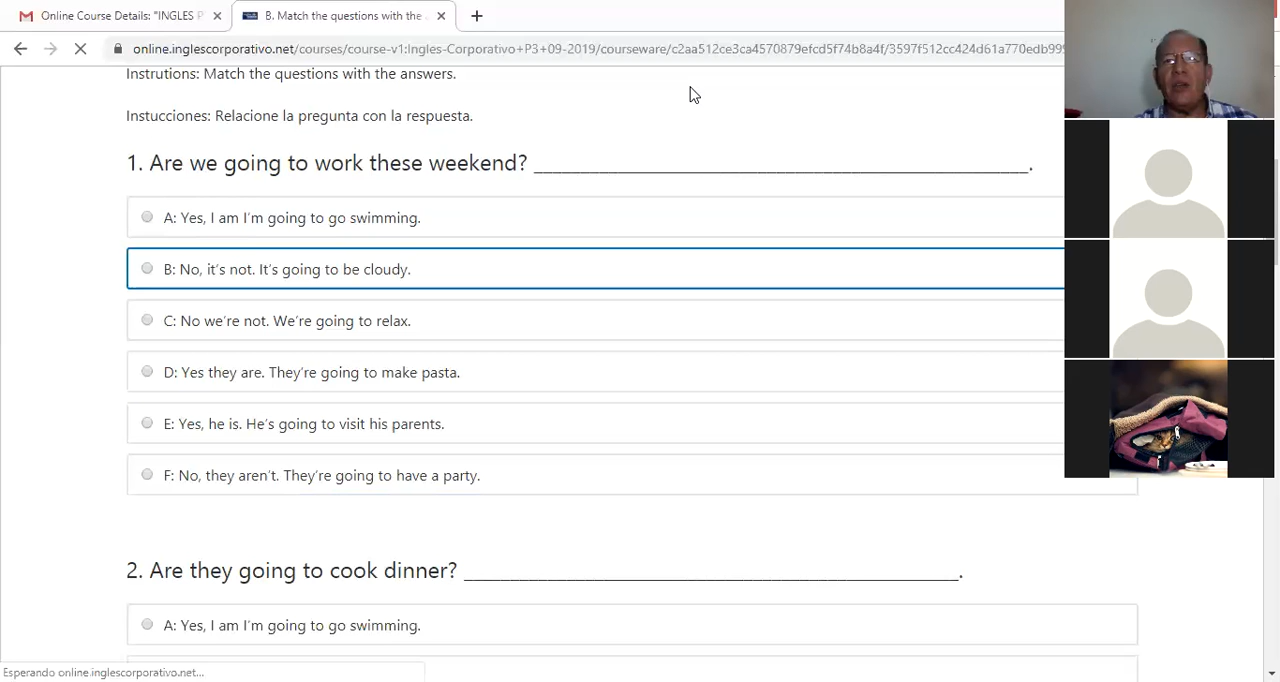 Online Course Details: "INGLES P
B. Match the questions with the
online.inglescorporativo.net/courses/course-v1:Ingles-Corporativo+P3+09-2019/courseware/c2aa512ce3ca4570879efcd5f74b8a4f/3597f512cc424d61a770edb999
Instrutions: Match the questions with the answers.
Instucciones: Relacione la pregunta con la respuesta.
1. Are we going to work these weekend? ____________________.
A: Yes, I am I´m going to go swimming.
B: No, it´s not. It´s going to be cloudy.
C: No we´re not. We´re going to relax.
D: Yes they are. They´re going to make pasta.
E: Yes, he is. He´s going to visit his parents.
F: No, they aren´t. They´re going to have a party.
2. Are they going to cook dinner? ____________________.
A: Yes, I am I´m going to go swimming.
Esperando online.inglescorporativo.net...